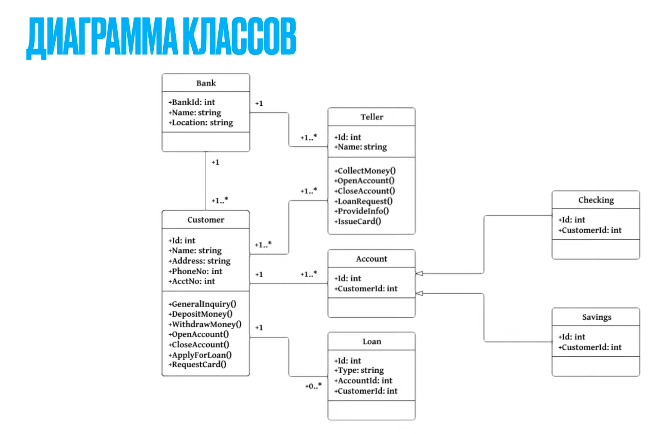 ДИАГРАММА КЛАССОВ
Bank
+BankId: int
+Name: string
+Location: string
+1
+1..*
Teller
+Id: int
+Name: string
+CollectMoney()
+OpenAccount()
+CloseAccount()
+LoanRequest()
+ProvideInfo()
+IssueCard()
+1
+1..*
+1..*
+1..*
Customer
+Id: int
+Name: string
+Address: string
+PhoneNo: int
+AcctNo: int
+GeneralInquiry()
+DepositMoney()
+WithdrawMoney()
+OpenAccount()
+CloseAccount()
+ApplyForLoan()
+RequestCard()
+1
+1..*
Account
+Id: int
+CustomerId: int
Checking
+Id: int
+CustomerId: int
Savings
+Id: int
+CustomerId: int
+1
+0..*
Loan
+Id: int
+Type: string
+AccountId: int
+CustomerId: int